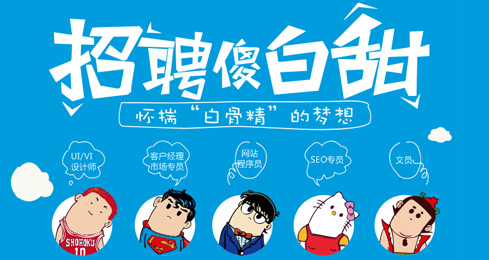 招聘傻白甜
怀揣“白骨精”的梦想
UI/VI
设计师
客户经理
市场专员
网站
程序员
SEO专员
文员
SHOHOKU
10